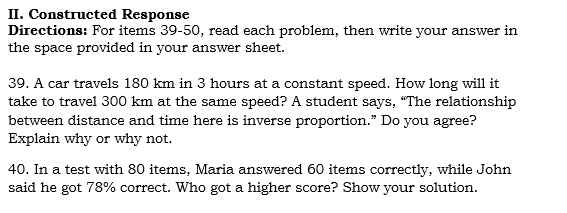 II. Constructed Response
Directions: For items 39-50, read each problem, then write your answer in
the space provided in your answer sheet.
39. A car travels 180 km in 3 hours at a constant speed. How long will it
take to travel 300 km at the same speed? A student says, “The relationship
between distance and time here is inverse proportion.” Do you agree?
Explain why or why not.
40. In a test with 80 items, Maria answered 60 items correctly, while John
said he got 78% correct. Who got a higher score? Show your solution.